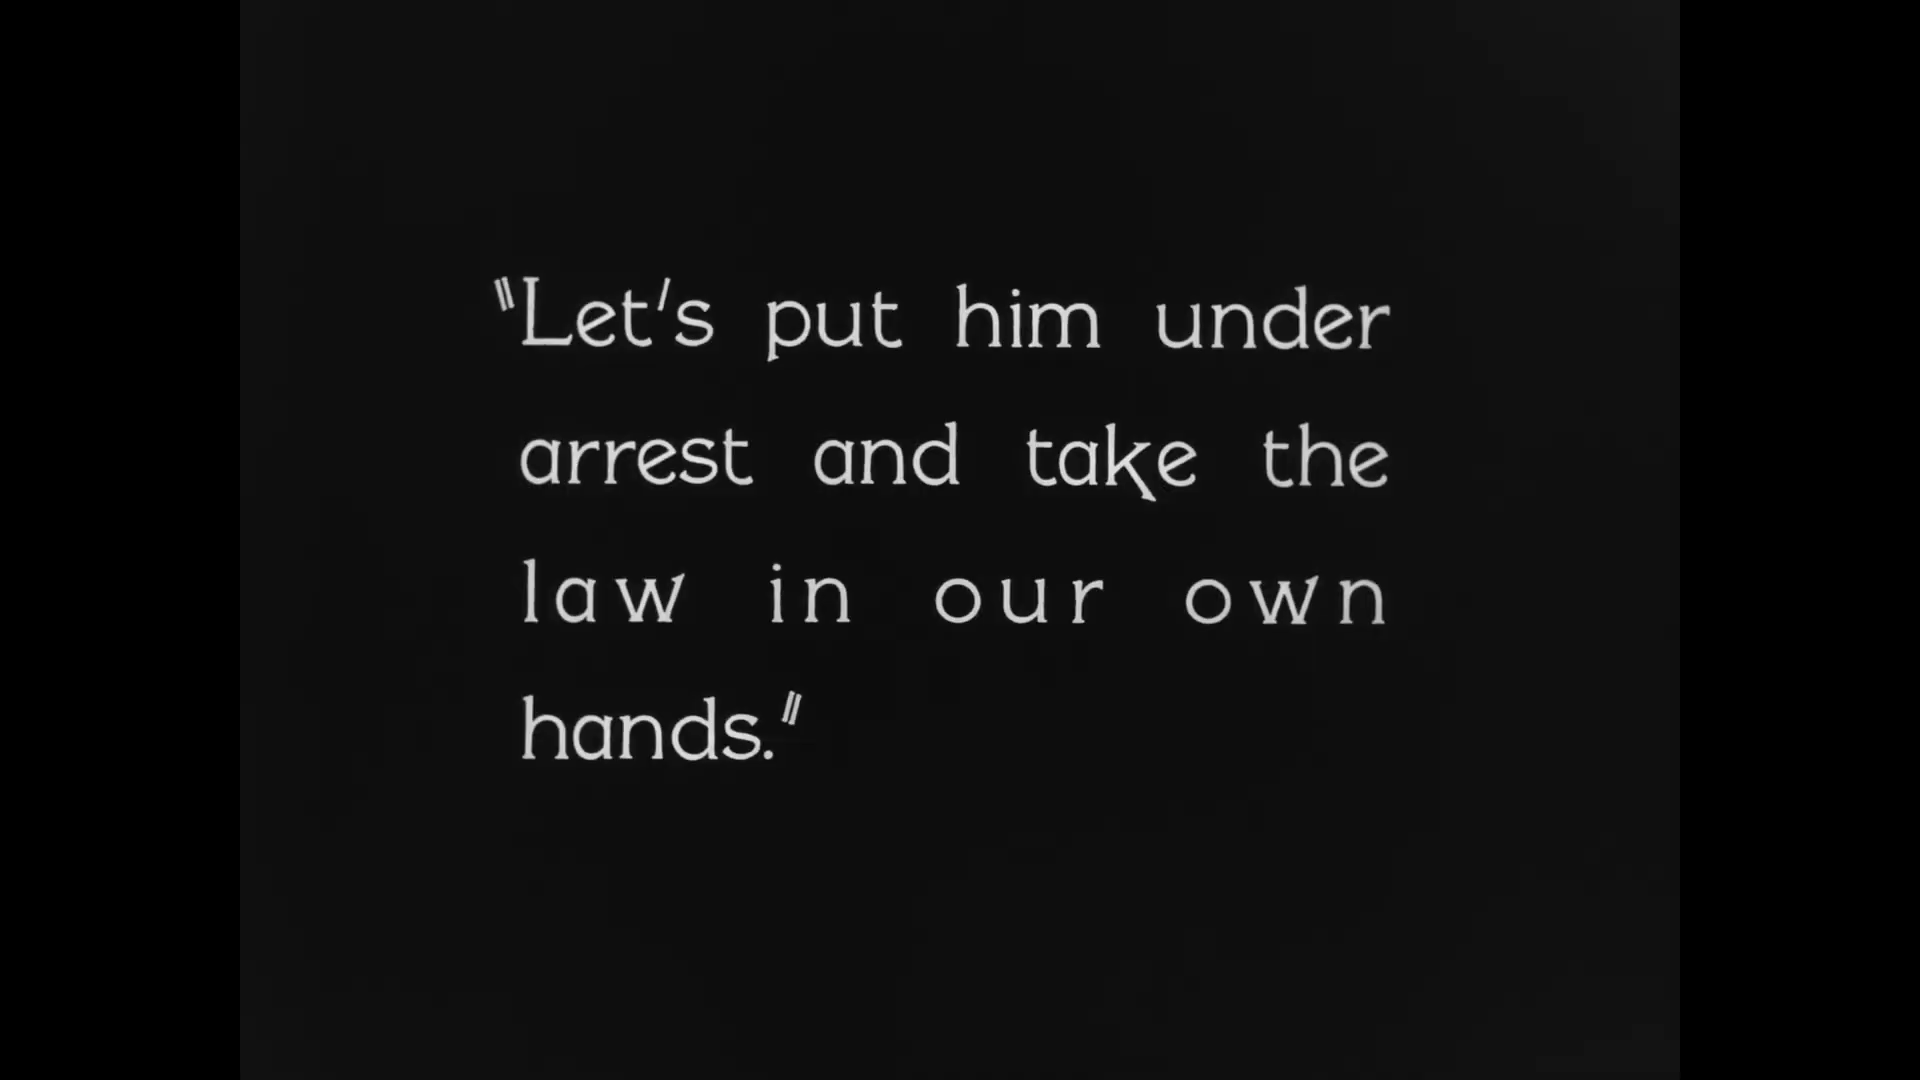 "Let's put him under
arrest and take the
law in our own
hands."